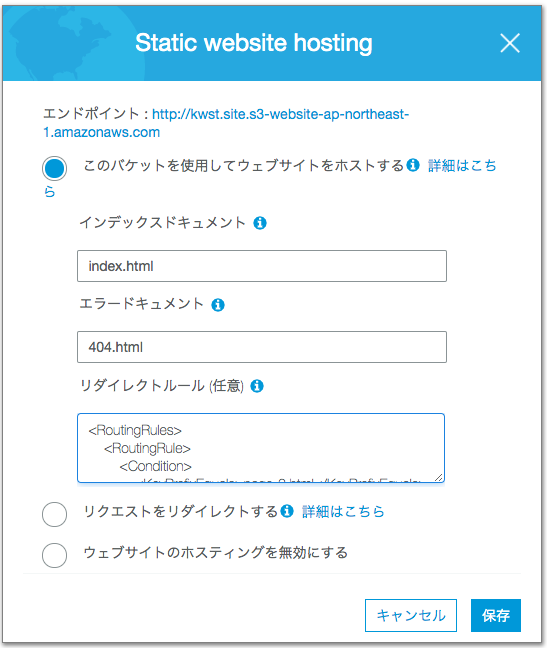 Static website hosting
エンドポイント : http://kwst.site.s3-website-ap-northeast-
1.amazonaws.com
このバケットを使用してウェブサイトをホストする 詳細はこち
ら
インデックスドキュメント
index.html
エラードキュメント
404.html
リダイレクトルール (任意)
<RoutingRules>
<RoutingRule>
<Condition>
リクエストをリダイレクトする 詳細はこちら
ウェブサイトのホスティングを無効にする
キャンセル 保存